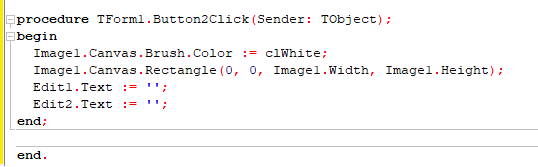 procedure TForm1.Button2Click(Sender: TObject);
begin
Image1.Canvas.Brush.Color := clWhite;
Image1.Canvas.Rectangle(0, 0, Image1.Width, Image1.Height);
Edit1.Text := '';
Edit2.Text := '';
end;
end.